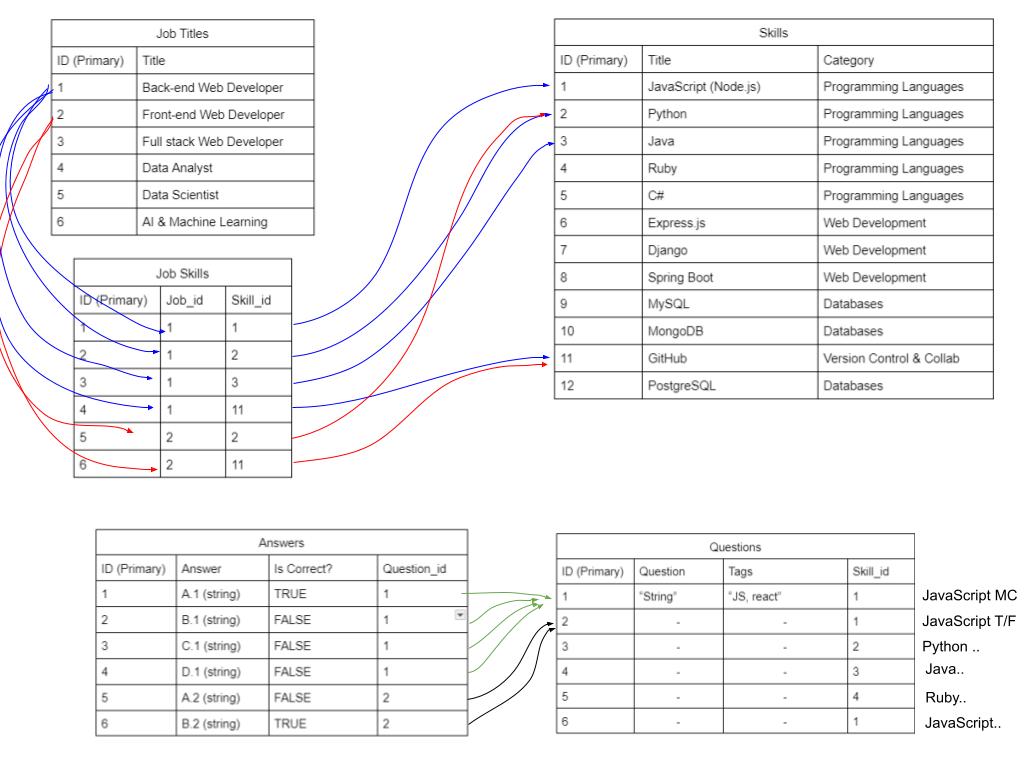 Job Titles
ID (Primary) Title
1 Back-end Web Developer
2 Front-end Web Developer
3 Full stack Web Developer
4 Data Analyst
5 Data Scientist
6 AI & Machine Learning
Skills
ID (Primary) Title Category
1 JavaScript (Node.js) Programming Languages
2 Python Programming Languages
3 Java Programming Languages
4 Ruby Programming Languages
5 C# Programming Languages
6 Express.js Web Development
7 Django Web Development
8 Spring Boot Web Development
9 MySQL Databases
10 MongoDB Databases
11 GitHub Version Control & Collab
12 PostgreSQL Databases
Job Skills
ID (Primary) Job_id Skill_id
1 1 1
2 1 2
3 1 3
4 1 11
5 2 2
6 2 11
Answers
ID (Primary) Answer Is Correct? Question_id
1 A.1 (string) TRUE 1
2 B.1 (string) FALSE 1
3 C.1 (string) FALSE 1
4 D.1 (string) FALSE 1
5 A.2 (string) FALSE 2
6 B.2 (string) TRUE 2
Questions
ID (Primary) Question Tags Skill_id
1 "String" "JS, react" 1 JavaScript MC
2 - - 1 JavaScript T/F
3 - - 2 Python ..
4 - - 3 Java..
5 - - 4 Ruby..
6 - - 1 JavaScript..